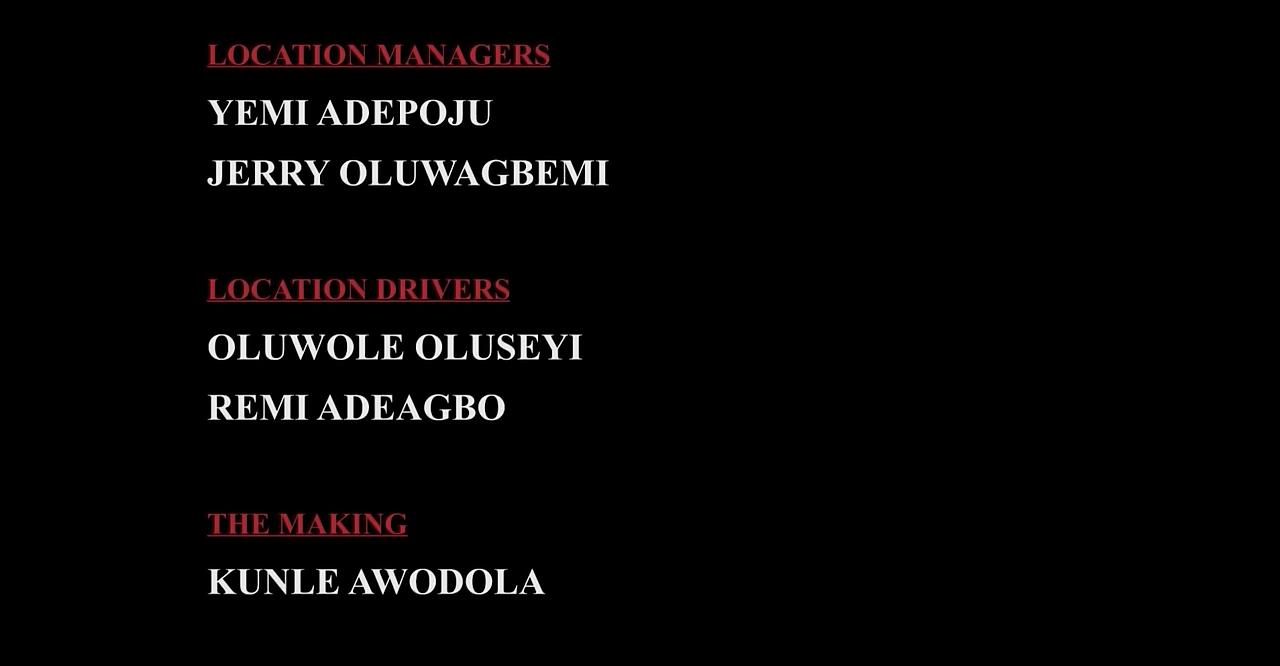 LOCATION MANAGERS
YEMI ADEPOJU
JERRY OLUWAGBEMI
LOCATION DRIVERS
OLUWOLE OLUSEYI
REMI ADEAGBO
THE MAKING
KUNLE AWODOLA